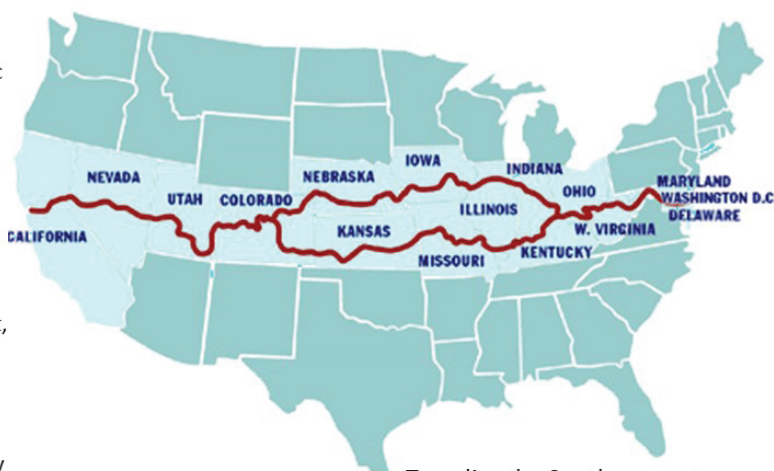 IOWA
INDIANA
NEVADA
NEBRASKA
MARYLAND
UTAH
COLORADO
OHIO
WASHINGTON D.C
ILLINOIS
DELAWARE
CALIFORNIA
KANSAS
W. VIRGINIA
MISSOURI
KENTUCKY